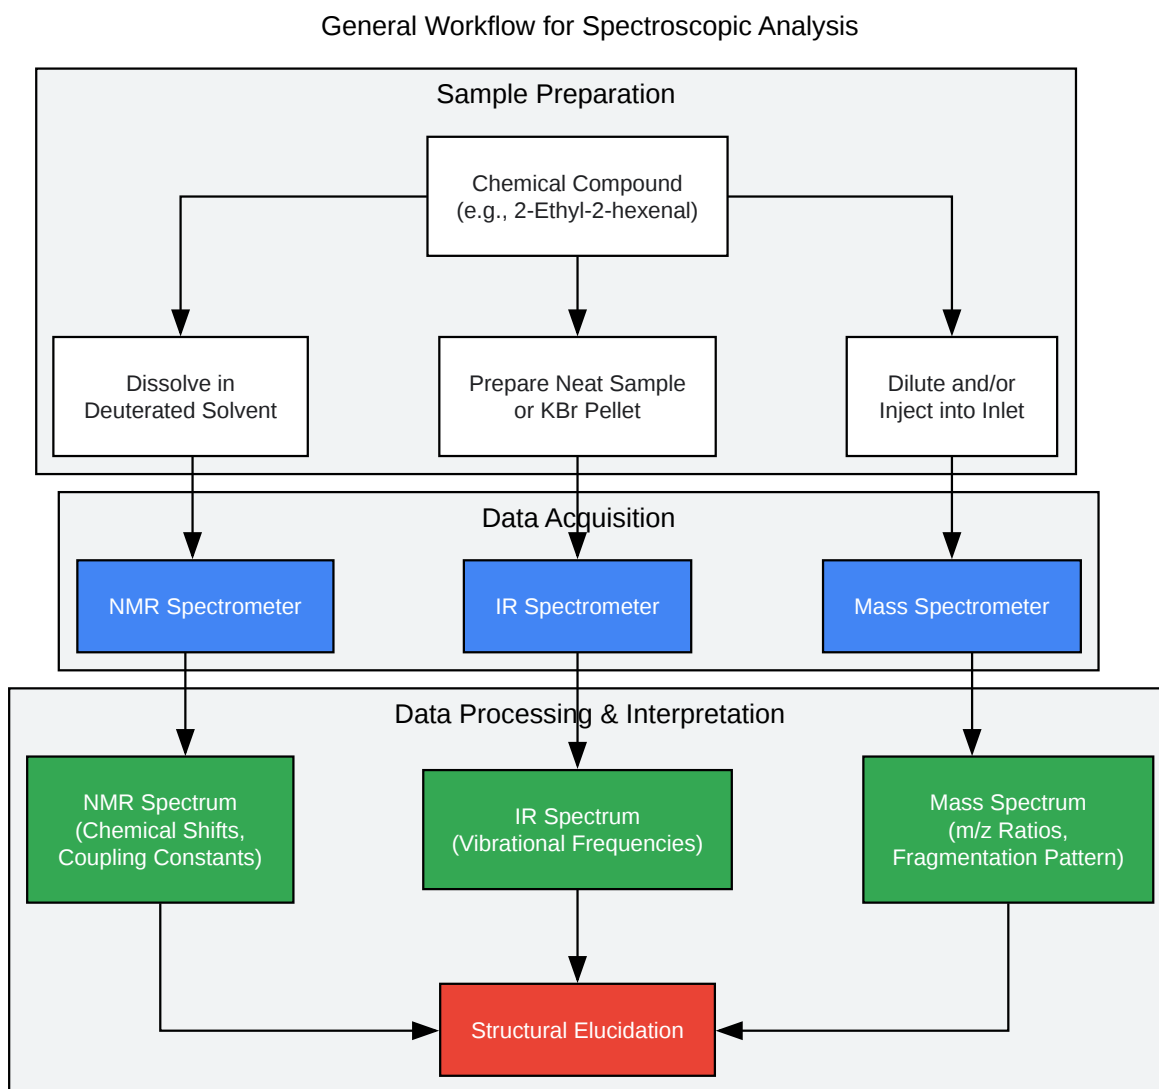 General Workflow for Spectroscopic Analysis
Sample Preparation
Chemical Compound
(e.g., 2-Ethyl-2-hexenal)
Dissolve in
Deuterated Solvent
Prepare Neat Sample
or KBr Pellet
Dilute and/or
Inject into Inlet
Data Acquisition
NMR Spectrometer
IR Spectrometer
Mass Spectrometer
Data Processing & Interpretation
NMR Spectrum
(Chemical Shifts,
Coupling Constants)
IR Spectrum
(Vibrational Frequencies)
Mass Spectrum
(m/z Ratios,
Fragmentation Pattern)
Structural Elucidation